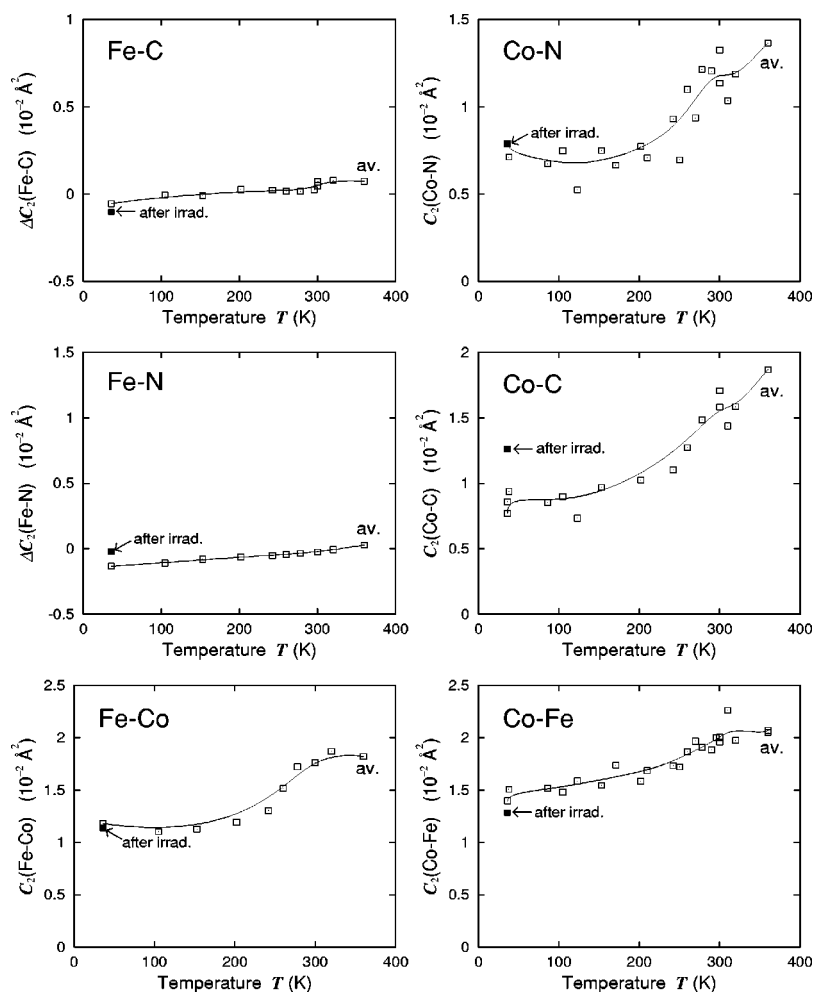 Fe-C
ΔC₂(Fe-C) (10⁻² Å²)
1
0.5
0
-0.5
av.
after irrad.
0 100 200 300 400
Temperature T (K)
Co-N
C₂(Co-N) (10⁻² Å²)
1.5
1
0.5
0
av.
after irrad.
0 100 200 300 400
Temperature T (K)
Fe-N
ΔC₂(Fe-N) (10⁻² Å²)
1.5
1
0.5
0
-0.5
after irrad.
av.
0 100 200 300 400
Temperature T (K)
Co-C
C₂(Co-C) (10⁻² Å²)
2
1.5
1
0.5
0
av.
after irrad.
0 100 200 300 400
Temperature T (K)
Fe-Co
C₂(Fe-Co) (10⁻² Å²)
2.5
2
1.5
1
0.5
0
av.
after irrad.
0 100 200 300 400
Temperature T (K)
Co-Fe
C₂(Co-Fe) (10⁻² Å²)
2.5
2
1.5
1
0.5
0
av.
after irrad.
0 100 200 300 400
Temperature T (K)